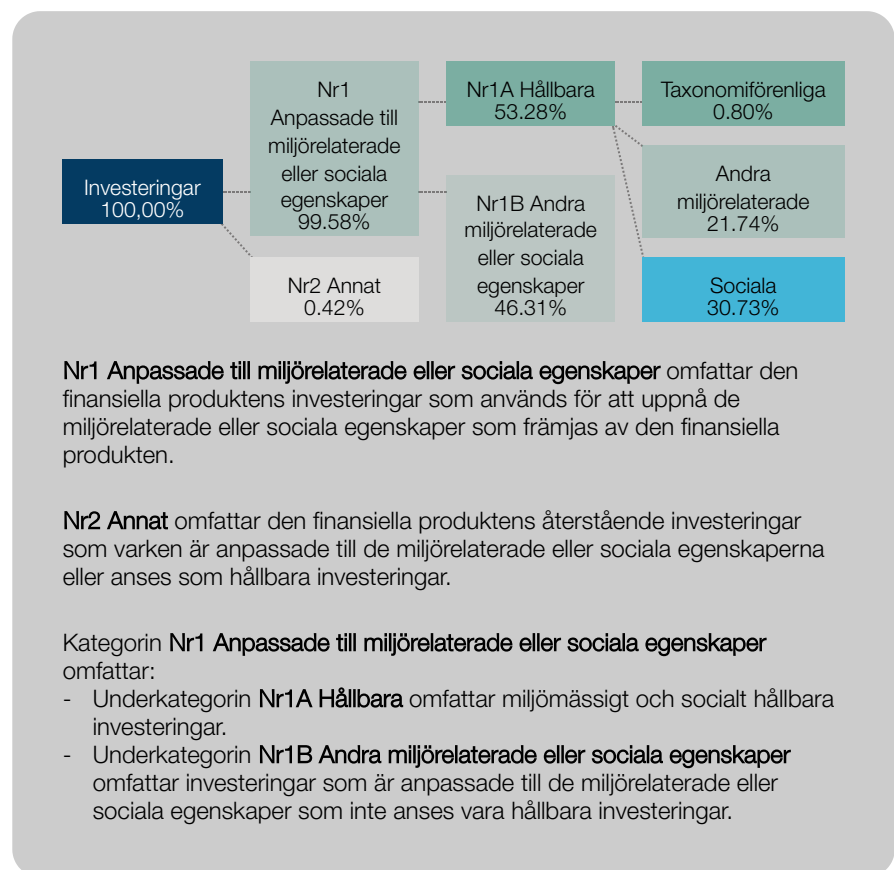 Investeringar
100,00%
Nr1
Anpassade till
miljörelaterade
eller sociala
egenskaper
99.58%
Nr2 Annat
0.42%
Nr1A Hållbara
53.28%
Nr1B Andra
miljörelaterade
eller sociala
egenskaper
46.31%
Taxonomiförenliga
0.80%
Andra
miljörelaterade
21.74%
Sociala
30.73%
Nr1 Anpassade till miljörelaterade eller sociala egenskaper omfattar den
finansiella produktens investeringar som används för att uppnå de
miljörelaterade eller sociala egenskaper som främjas av den finansiella
produkten.
Nr2 Annat omfattar den finansiella produktens återstående investeringar
som varken är anpassade till de miljörelaterade eller sociala egenskaperna
eller anses som hållbara investeringar.
Kategorin Nr1 Anpassade till miljörelaterade eller sociala egenskaper
omfattar:
- Underkategorin Nr1A Hållbara omfattar miljömässigt och socialt hållbara
investeringar.
- Underkategorin Nr1B Andra miljörelaterade eller sociala egenskaper
omfattar investeringar som är anpassade till de miljörelaterade eller
sociala egenskaper som inte anses vara hållbara investeringar.